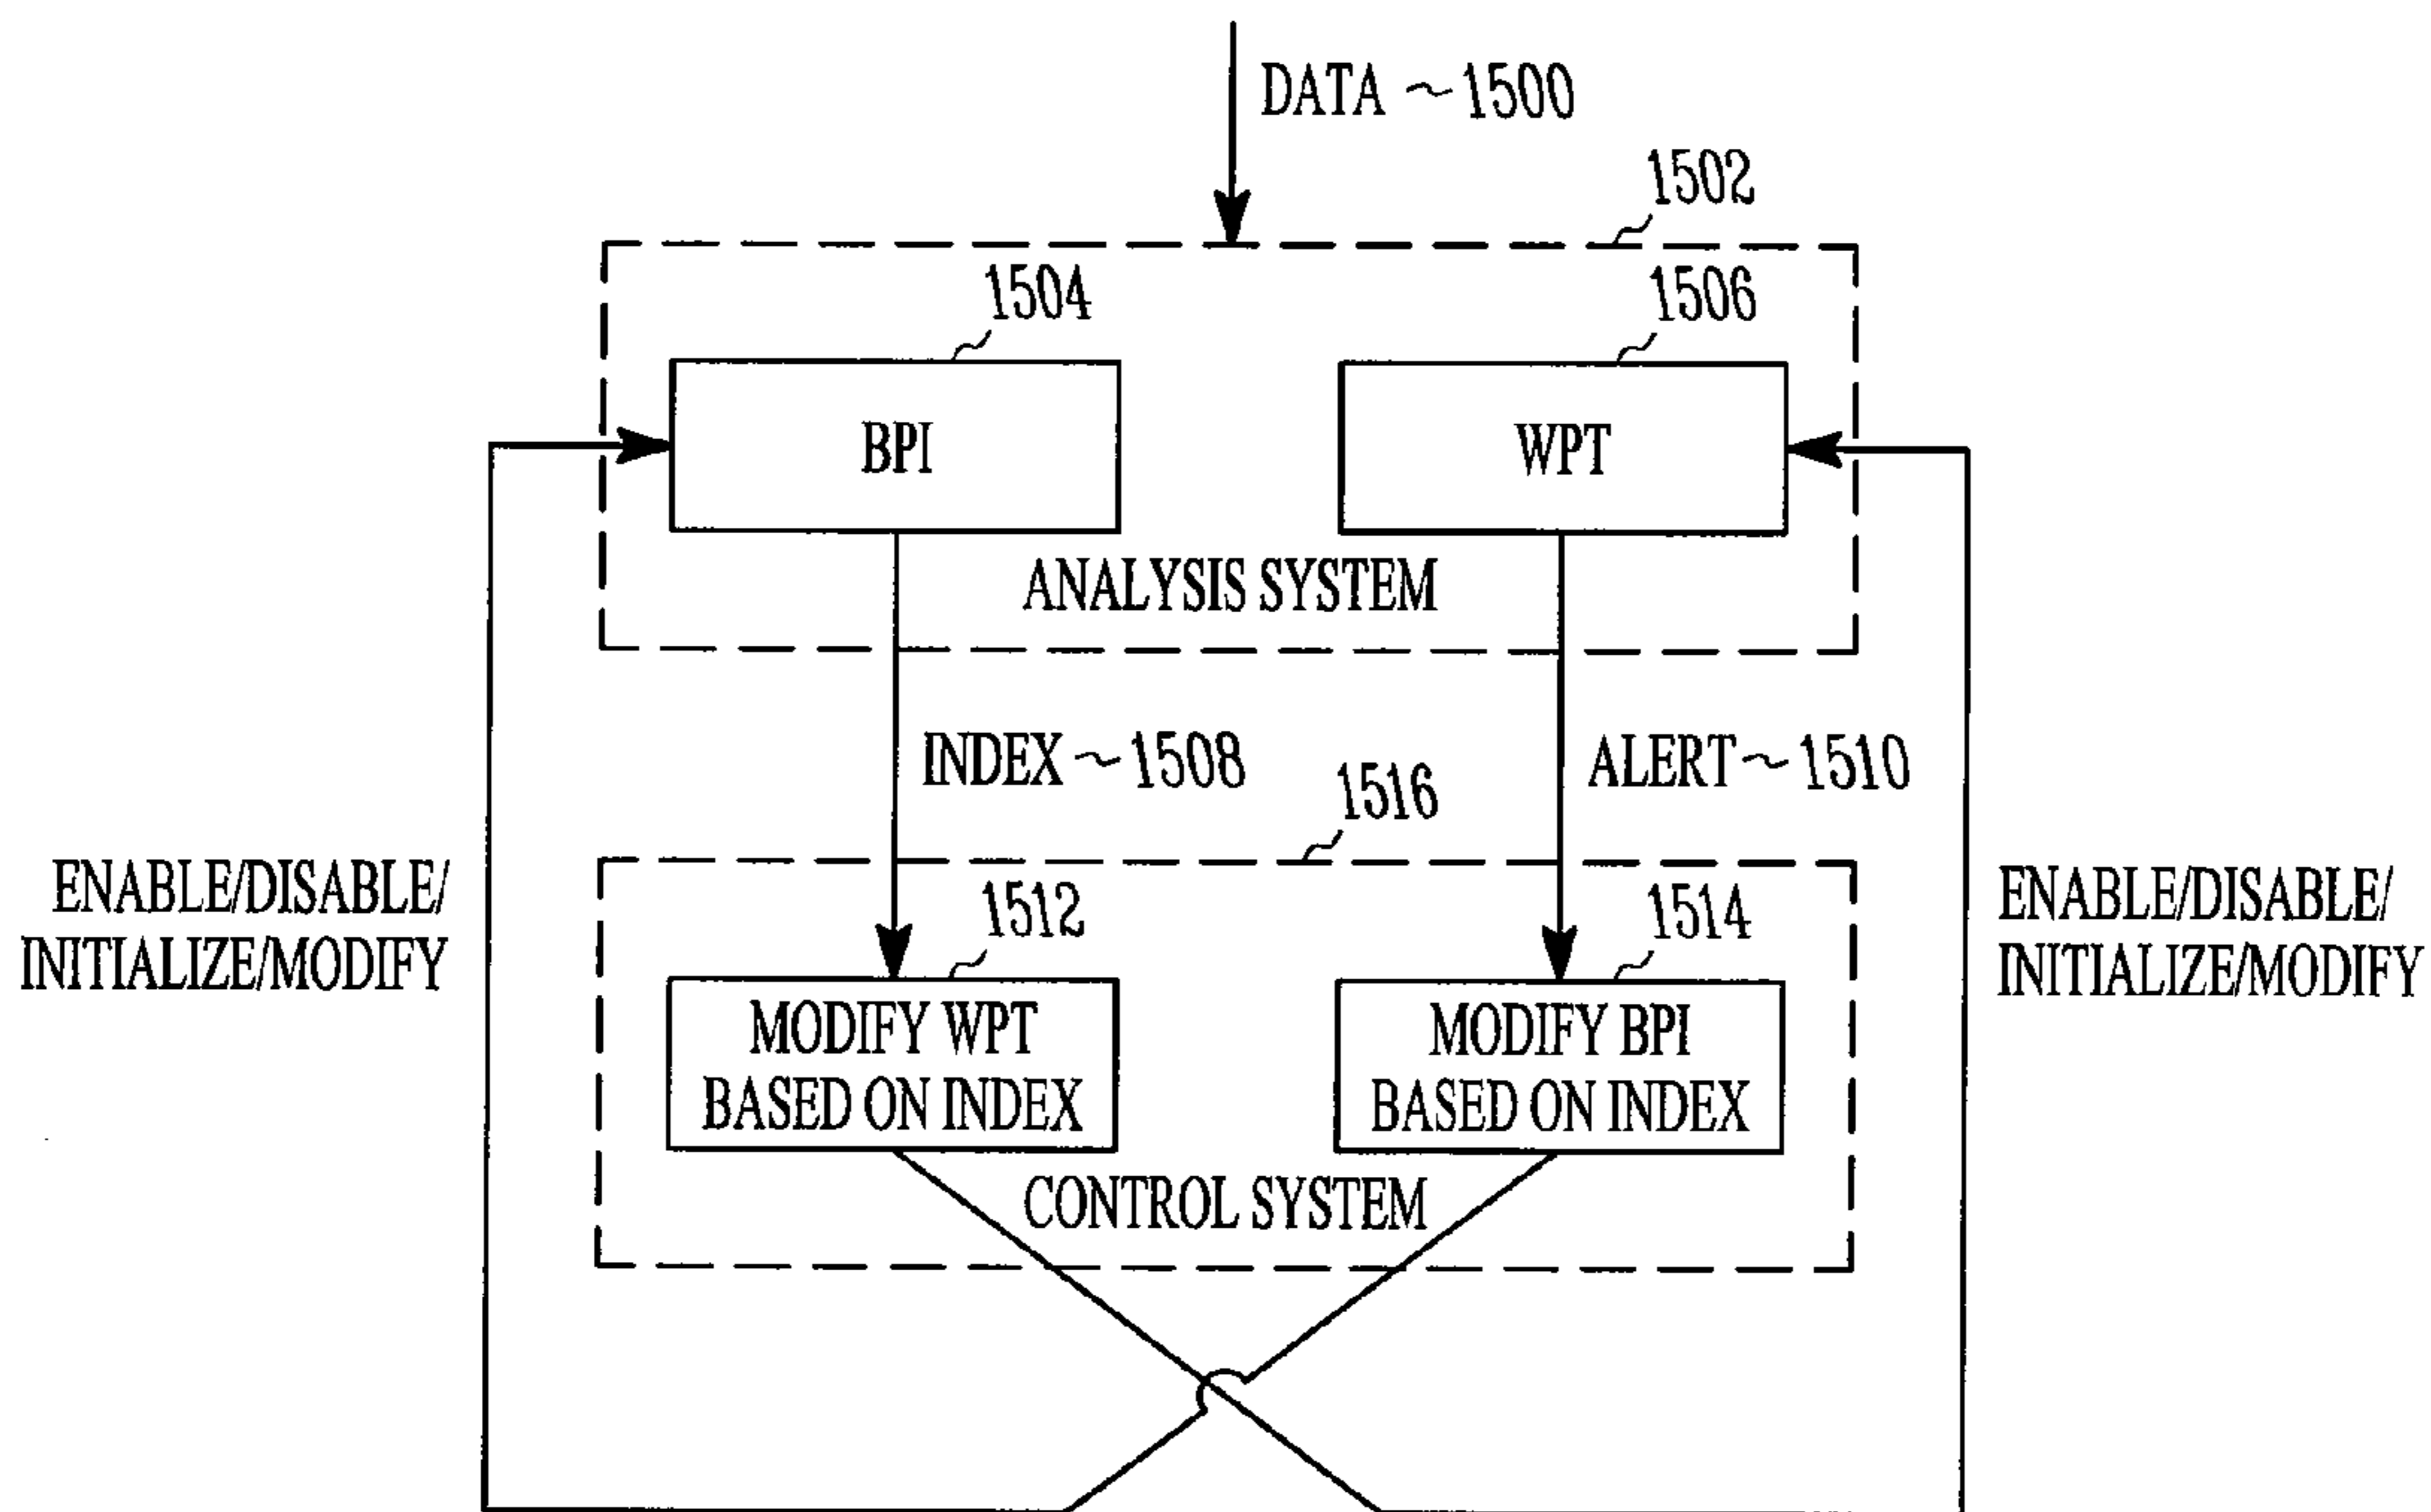 DATA ~1500
1502
1504
1506
BPI
WPT
ANALYSIS SYSTEM
INDEX ~1508
ALERT ~1510
1516
ENABLE/DISABLE/
INITIALIZE/MODIFY
ENABLE/DISABLE/
INITIALIZE/MODIFY
1512
1514
MODIFY WPT
BASED ON INDEX
MODIFY BPI
BASED ON INDEX
CONTROL SYSTEM